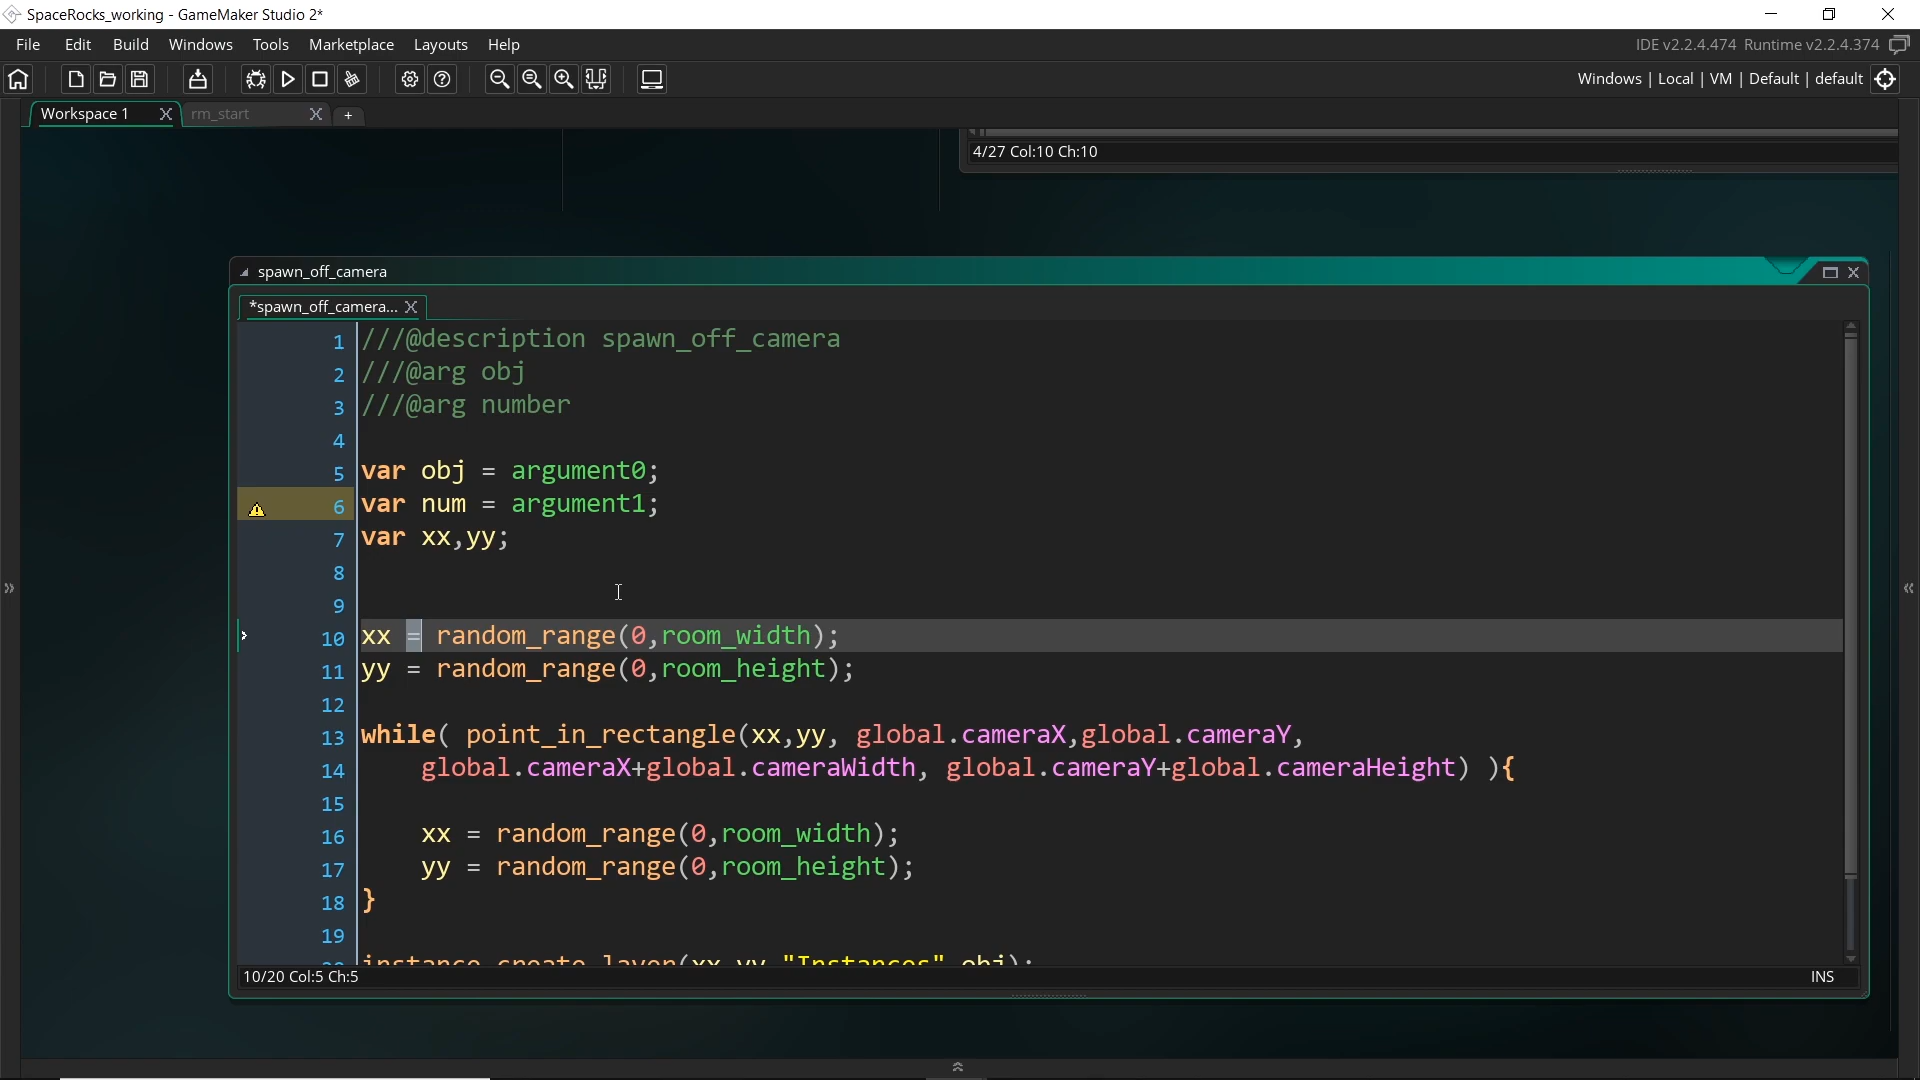 SpaceRocks_working - GameMaker Studio 2*
File Edit Build Windows Tools Marketplace Layouts Help
IDE v2.2.4.474 Runtime v2.2.4.374
Windows | Local | VM | Default | default
Workspace 1
rm_start
+
4/27 Col:10 Ch:10
spawn_off_camera
*spawn_off_camera...
1 ///@description spawn_off_camera
2 ///@arg obj
3 ///@arg number
4
5 var obj = argument0;
6 var num = argument1;
7 var xx,yy;
8
9
10 xx = random_range(0,room_width);
11 yy = random_range(0,room_height);
12
13 while( point_in_rectangle(xx,yy, global.cameraX,global.cameraY,
14 global.cameraX+global.cameraWidth, global.cameraY+global.cameraHeight) ){
15
16 xx = random_range(0,room_width);
17 yy = random_range(0,room_height);
18 }
19
instance_create_layer(xx,yy,"Instances",obj);
10/20 Col:5 Ch:5
INS